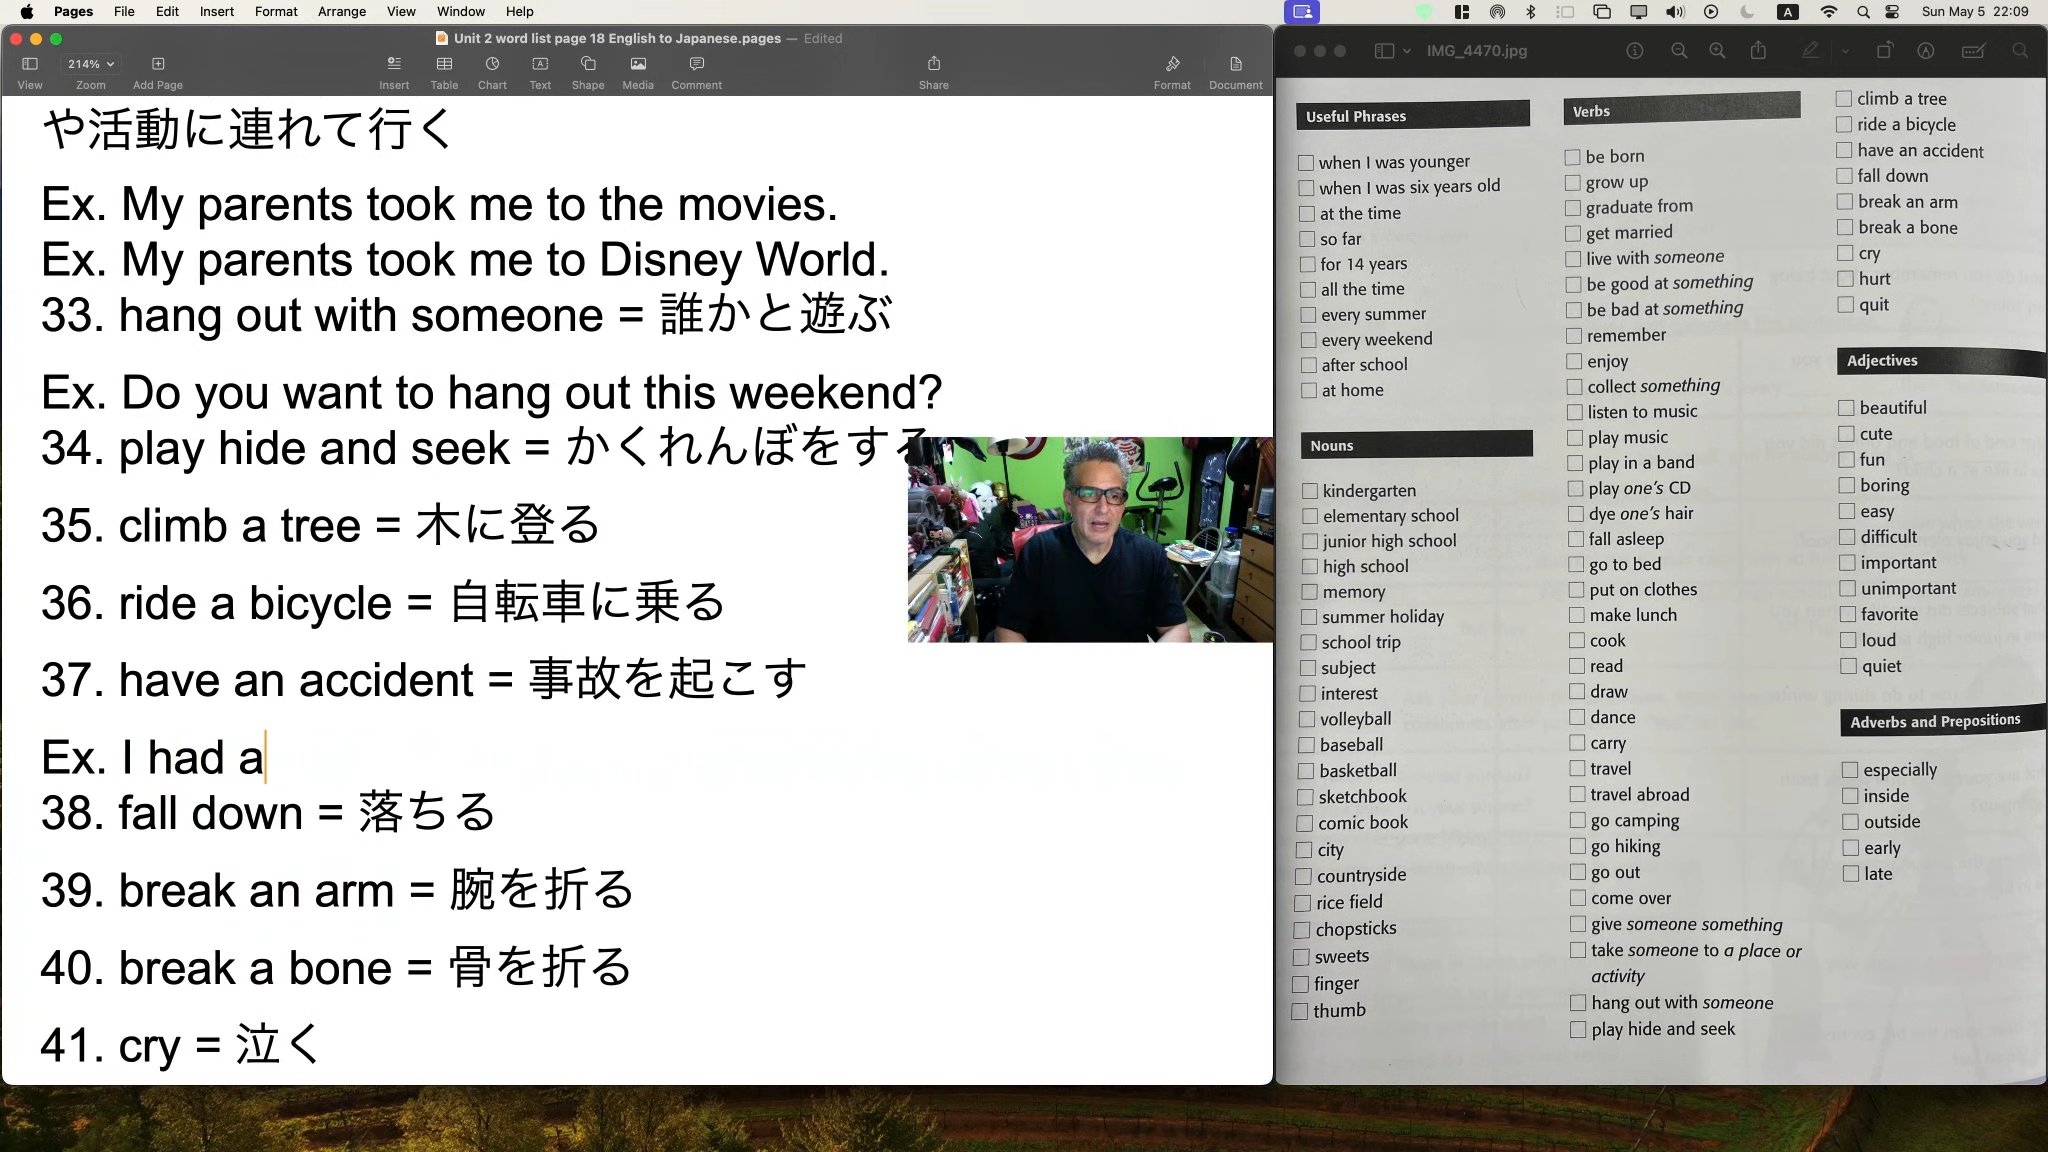 Pages File Edit Insert Format Arrange View Window Help
A Sun May 5 22:09
Unit 2 word list page 18 English to Japanese.pages — Edited
214%
View Zoom Add Page Insert Table Chart Text Shape Media Comment Share Format Document
や活動に連れて行く
Ex. My parents took me to the movies.
Ex. My parents took me to Disney World.
33. hang out with someone = 誰かと遊ぶ
Ex. Do you want to hang out this weekend?
34. play hide and seek = かくれんぼをする
35. climb a tree = 木に登る
36. ride a bicycle = 自転車に乗る
37. have an accident = 事故を起こす
Ex. I had a
38. fall down = 落ちる
39. break an arm = 腕を折る
40. break a bone = 骨を折る
41. cry = 泣く
IMG_4470.jpg
Useful Phrases
when I was younger
when I was six years old
at the time
so far
for 14 years
all the time
every summer
every weekend
after school
at home
Nouns
kindergarten
elementary school
junior high school
high school
memory
summer holiday
school trip
subject
interest
volleyball
baseball
basketball
sketchbook
comic book
city
countryside
rice field
chopsticks
sweets
finger
thumb
Verbs
be born
grow up
graduate from
get married
live with someone
be good at something
be bad at something
remember
enjoy
collect something
listen to music
play music
play in a band
play one's CD
dye one's hair
fall asleep
go to bed
put on clothes
make lunch
cook
read
draw
dance
carry
travel
travel abroad
go camping
go hiking
go out
come over
give someone something
take someone to a place or
activity
hang out with someone
play hide and seek
climb a tree
ride a bicycle
have an accident
fall down
break an arm
break a bone
cry
hurt
quit
Adjectives
beautiful
cute
fun
boring
easy
difficult
important
unimportant
favorite
loud
quiet
Adverbs and Prepositions
especially
inside
outside
early
late